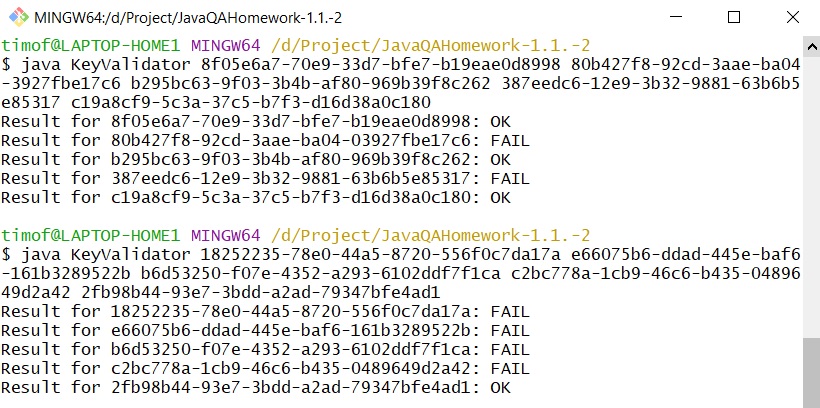 MINGW64:/d/Project/JavaQAHomework-1.1.-2
timof@LAPTOP-HOME1 MINGW64 /d/Project/JavaQAHomework-1.1.-2
$ java KeyValidator 8f05e6a7-70e9-33d7-bfe7-b19eae0d8998 80b427f8-92cd-3aae-ba04
-3927fbe17c6 b295bc63-9f03-3b4b-af80-969b39f8c262 387eedc6-12e9-3b32-9881-63b6b5
e85317 c19a8cf9-5c3a-37c5-b7f3-d16d38a0c180
Result for 8f05e6a7-70e9-33d7-bfe7-b19eae0d8998: OK
Result for 80b427f8-92cd-3aae-ba04-03927fbe17c6: FAIL
Result for b295bc63-9f03-3b4b-af80-969b39f8c262: OK
Result for 387eedc6-12e9-3b32-9881-63b6b5e85317: FAIL
Result for c19a8cf9-5c3a-37c5-b7f3-d16d38a0c180: OK
timof@LAPTOP-HOME1 MINGW64 /d/Project/JavaQAHomework-1.1.-2
$ java KeyValidator 18252235-78e0-44a5-8720-556f0c7da17a e66075b6-ddad-445e-baf6
-161b3289522b b6d53250-f07e-4352-a293-6102ddf7f1ca c2bc778a-1cb9-46c6-b435-04896
49d2a42 2fb98b44-93e7-3bdd-a2ad-79347bfe4ad1
Result for 18252235-78e0-44a5-8720-556f0c7da17a: FAIL
Result for e66075b6-ddad-445e-baf6-161b3289522b: FAIL
Result for b6d53250-f07e-4352-a293-6102ddf7f1ca: FAIL
Result for c2bc778a-1cb9-46c6-b435-0489649d2a42: FAIL
Result for 2fb98b44-93e7-3bdd-a2ad-79347bfe4ad1: OK